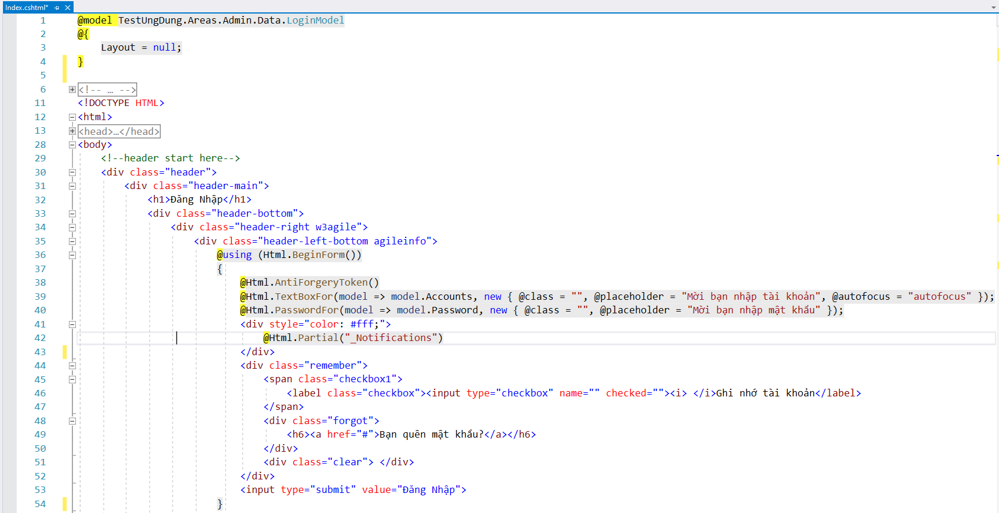 Index.cshtml*
1 @model TestUngDung.Areas.Admin.Data.LoginModel
2 @{
3 Layout = null;
4 }
5
6 <!-- … -->
11 <!DOCTYPE HTML>
12 <html>
13 <head>…</head>
28 <body>
29 <!--header start here-->
30 <div class="header">
31 <div class="header-main">
32 <h1>Đăng Nhập</h1>
33 <div class="header-bottom">
34 <div class="header-right w3agile">
35 <div class="header-left-bottom agileinfo">
36 @using (Html.BeginForm())
37 {
38 @Html.AntiForgeryToken()
39 @Html.TextBoxFor(model => model.Accounts, new { @class = "", @placeholder = "Mời bạn nhập tài khoản", @autofocus = "autofocus" });
40 @Html.PasswordFor(model => model.Password, new { @class = "", @placeholder = "Mời bạn nhập mật khẩu" });
41 <div style="color: #fff;">
42 @Html.Partial("_Notifications")
43 </div>
44 <div class="remember">
45 <span class="checkbox1">
46 <label class="checkbox"><input type="checkbox" name="" checked=""><i> </i>Ghi nhớ tài khoản</label>
47 </span>
48 <div class="forgot">
49 <h6><a href="#">Bạn quên mật khẩu?</a></h6>
50 </div>
51 <div class="clear"> </div>
52 </div>
53 <input type="submit" value="Đăng Nhập">
54 }